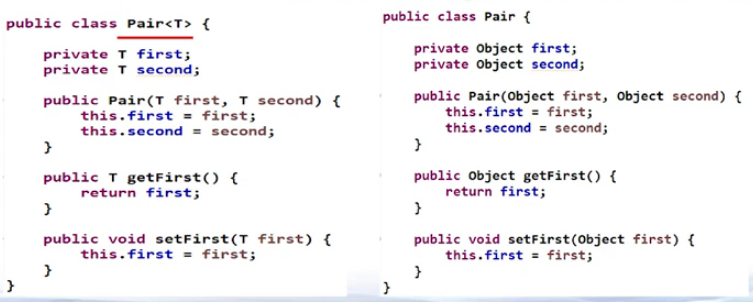 public class Pair<T> {
private T first;
private T second;
public Pair(T first, T second) {
this.first = first;
this.second = second;
}
public T getFirst() {
return first;
}
public void setFirst(T first) {
this.first = first;
}
}
public class Pair {
private Object first;
private Object second;
public Pair(Object first, Object second) {
this.first = first;
this.second = second;
}
public Object getFirst() {
return first;
}
public void setFirst(Object first) {
this.first = first;
}
}